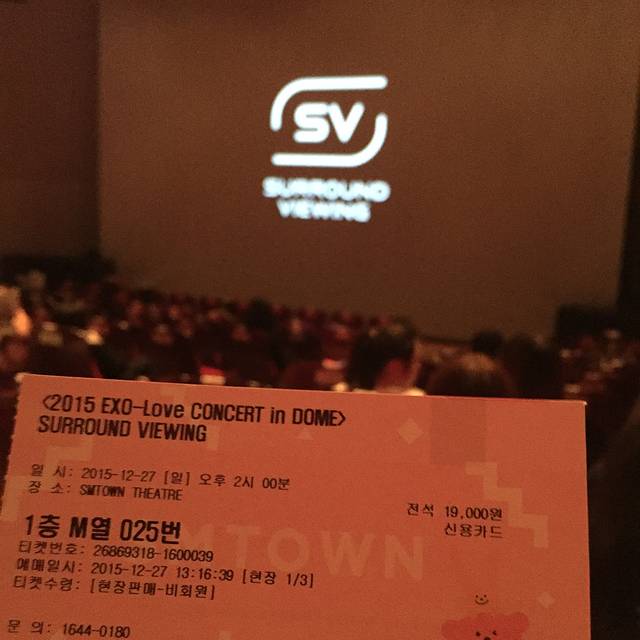 SV
SURROUND
VIEWING
<2015 EXO-Love CONCERT in DOME>
SURROUND VIEWING
일 시: 2015-12-27 [일] 오후 2시 00분
장 소: SMTOWN THEATRE
전석 19,000원
신용카드
1층 M열 025번
SMTOWN
티켓번호: 26869318-1600039
예매일시: 2015-12-27 13:16:39 [현장 1/3]
티켓수령: [현장판매-비회원]
문 의: 1644-0180